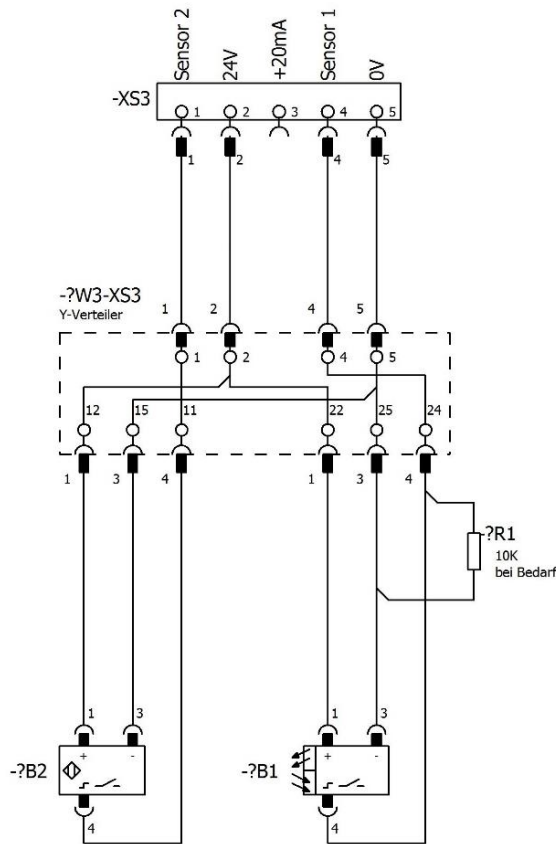 Sensor 2
24V
+20mA
Sensor 1
0V
-XS3
1 2 3 4 5
1 2 4 5
-?W3-XS3
Y-Verteiler
1 2 4 5
1 2 4 5
12 15 11 22 25 24
1 3 4 1 3 4
-?R1
10K
bei Bedarf
1 3 1 3
+ - + -
-?B2
-?B1
4 4